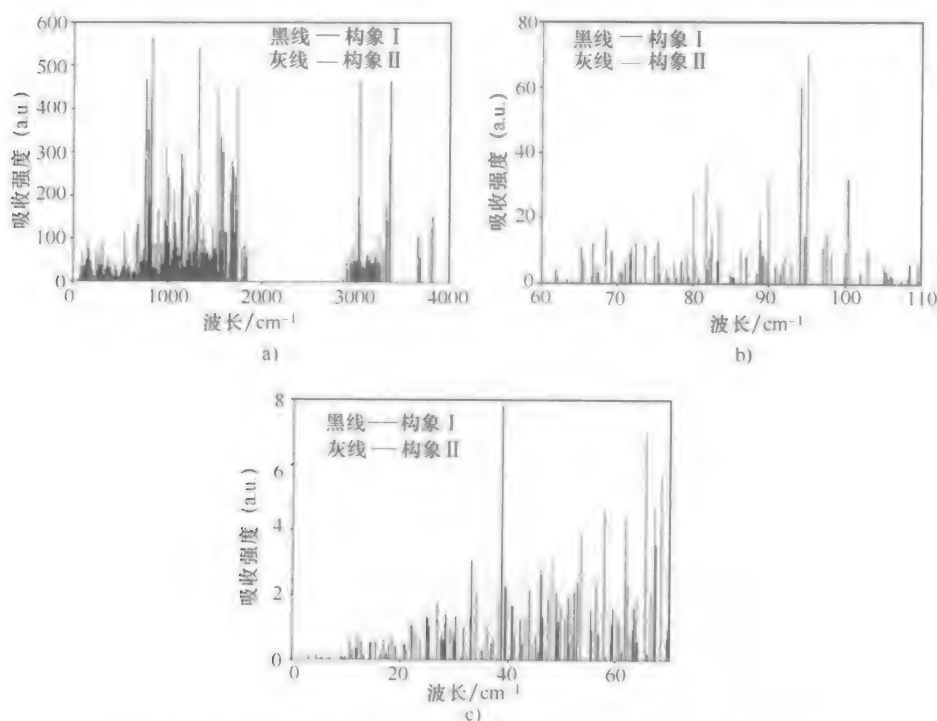 600
500
400
300
200
100
0
吸收强度 (a.u.)
黑线 — 构象 Ⅰ
灰线 — 构象 Ⅱ
0 1000 2000 3000 4000
波长/cm⁻¹
a)
80
60
40
20
0
吸收强度 (a.u.)
黑线 — 构象 Ⅰ
灰线 — 构象 Ⅱ
60 70 80 90 100 110
波长/cm⁻¹
b)
8
6
4
2
0
吸收强度 (a.u.)
黑线 — 构象 Ⅰ
灰线 — 构象 Ⅱ
0 20 40 60
波长/cm⁻¹
c)